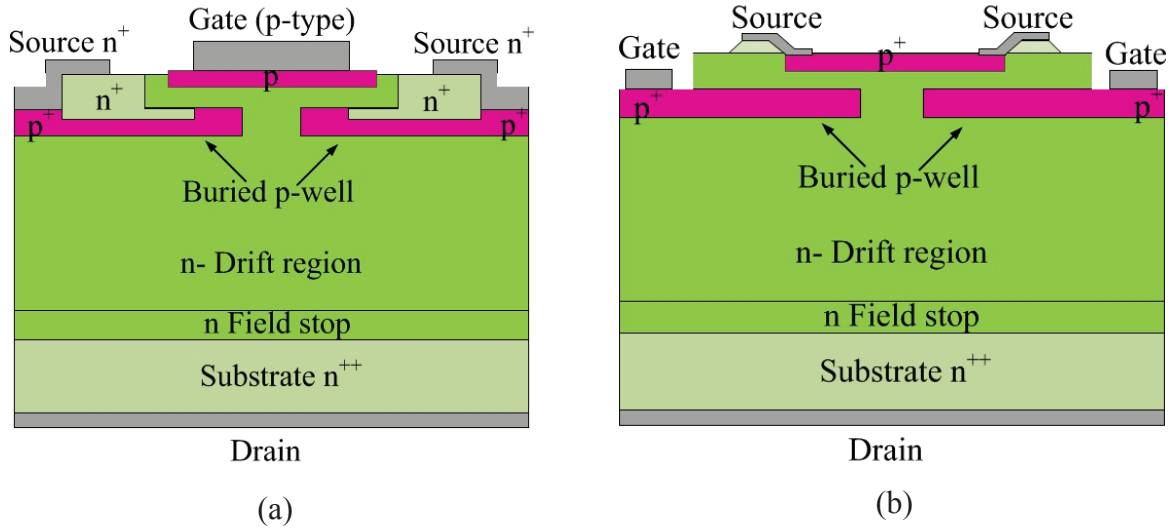 Gate (p-type)
Source n⁺
Source n⁺
p
n⁺
n⁺
p⁺
p⁺
Buried p-well
n- Drift region
n Field stop
Substrate n⁺⁺
Drain
(a)
Source
Source
Gate
Gate
p⁺
p⁺
p⁺
Buried p-well
n- Drift region
n Field stop
Substrate n⁺⁺
Drain
(b)